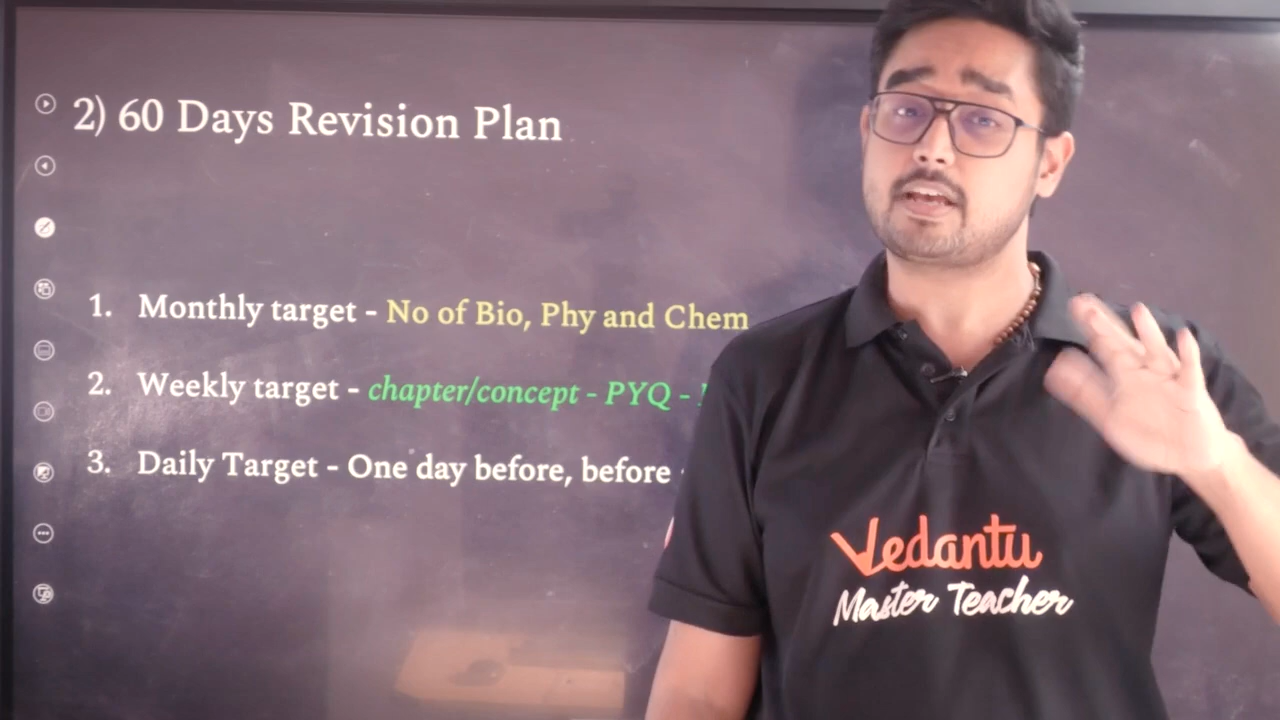 2) 60 Days Revision Plan
1. Monthly target - No of Bio, Phy and Chem
2. Weekly target - chapter/concept - PYQ -
3. Daily Target - One day before, before
Vedantu
Master Teacher